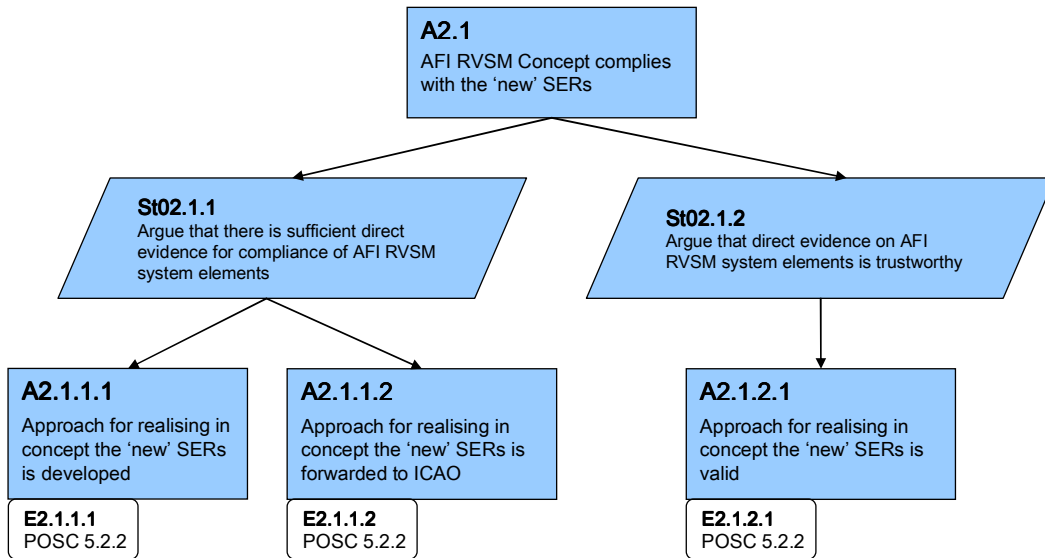 A2.1
AFI RVSM Concept complies
with the ‘new’ SERs
St02.1.1
Argue that there is sufficient direct
evidence for compliance of AFI RVSM
system elements
St02.1.2
Argue that direct evidence on AFI
RVSM system elements is trustworthy
A2.1.1.1
Approach for realising in
concept the ‘new’ SERs
is developed
E2.1.1.1
POSC 5.2.2
A2.1.1.2
Approach for realising in
concept the ‘new’ SERs is
forwarded to ICAO
E2.1.1.2
POSC 5.2.2
A2.1.2.1
Approach for realising in
concept the ‘new’ SERs is
valid
E2.1.2.1
POSC 5.2.2